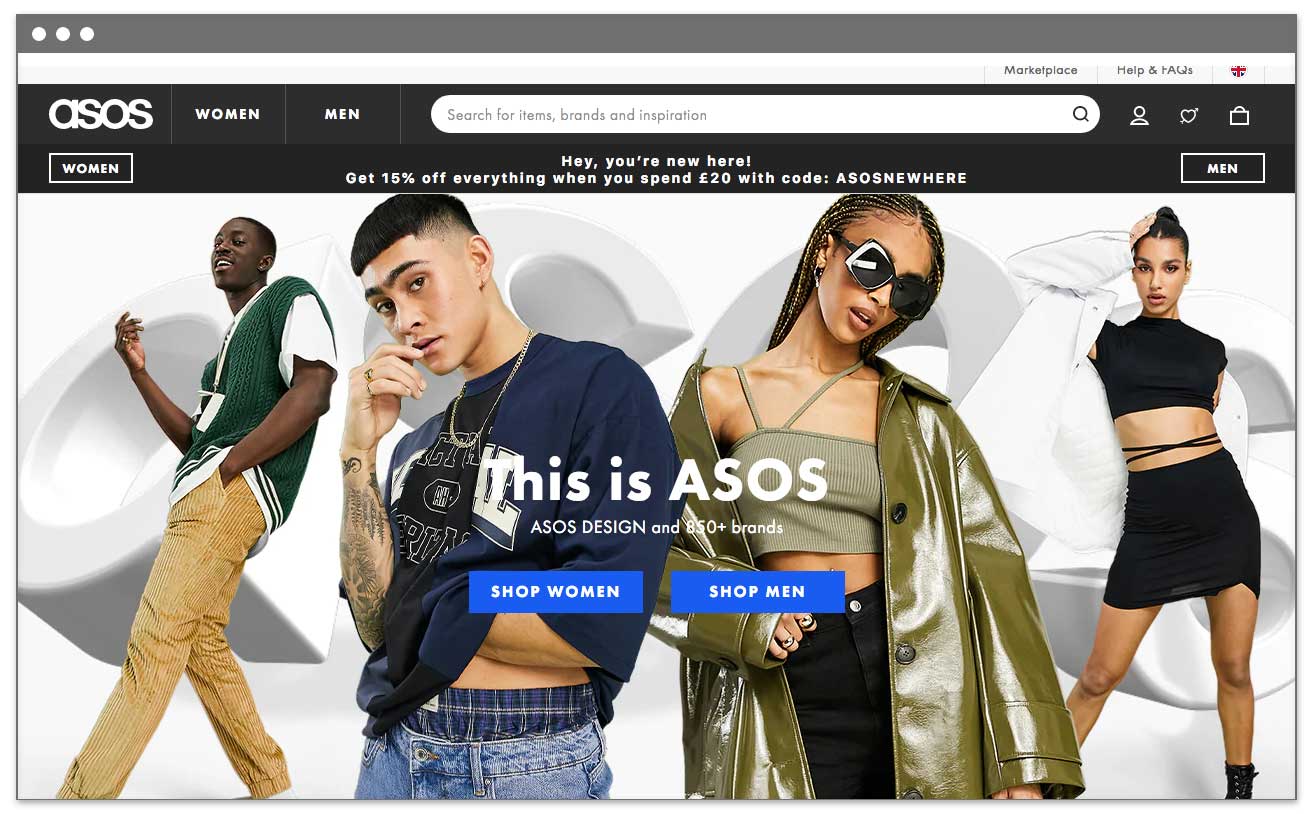 Marketplace
Help & FAQs
asos
WOMEN
MEN
Search for items, brands and inspiration
WOMEN
Hey, you’re new here!
Get 15% off everything when you spend £20 with code: ASOSNEWHERE
MEN
This is ASOS
ASOS DESIGN and 850+ brands
SHOP WOMEN
SHOP MEN